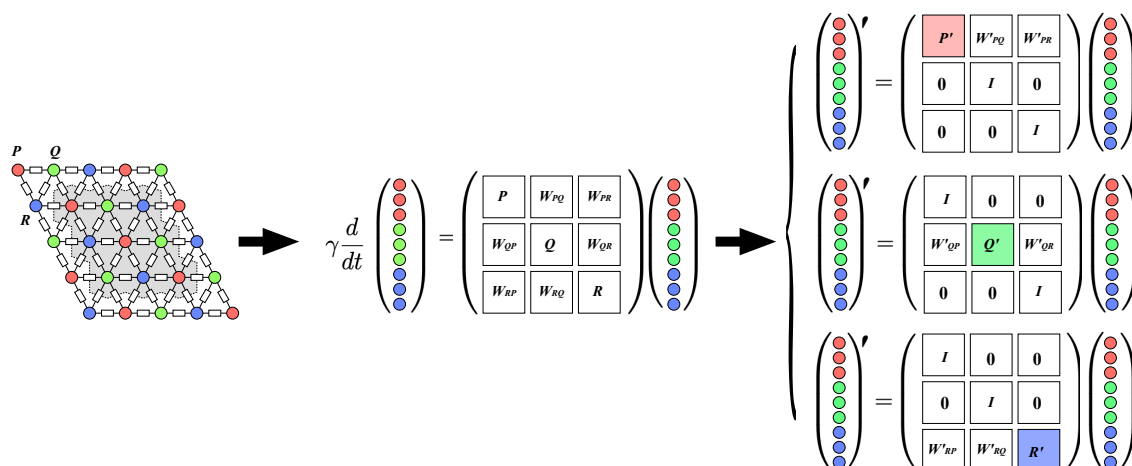 P Q
R
γ d/dt = ( P W_PQ W_PR
W_QP Q W_QR
W_RP W_RQ R )
′ = ( P' W'_PQ W'_PR
0 I 0
0 0 I )
′ = ( I 0 0
W'_QP Q' W'_QR
0 0 I )
′ = ( I 0 0
0 I 0
W'_RP W'_RQ R' )